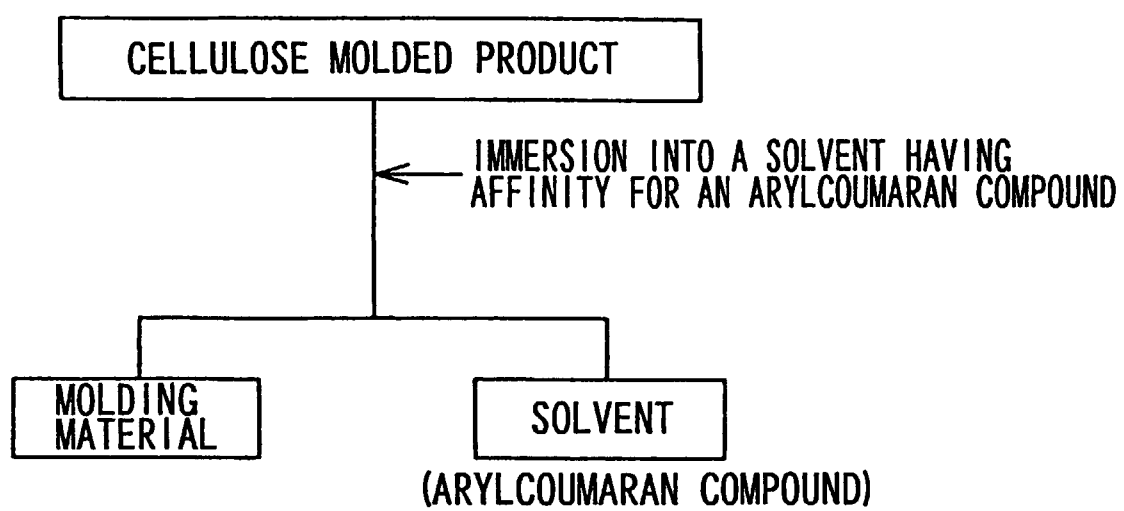 CELLULOSE MOLDED PRODUCT
IMMERSION INTO A SOLVENT HAVING
AFFINITY FOR AN ARYLCOUMARAN COMPOUND
MOLDING
MATERIAL
SOLVENT
(ARYLCOUMARAN COMPOUND)